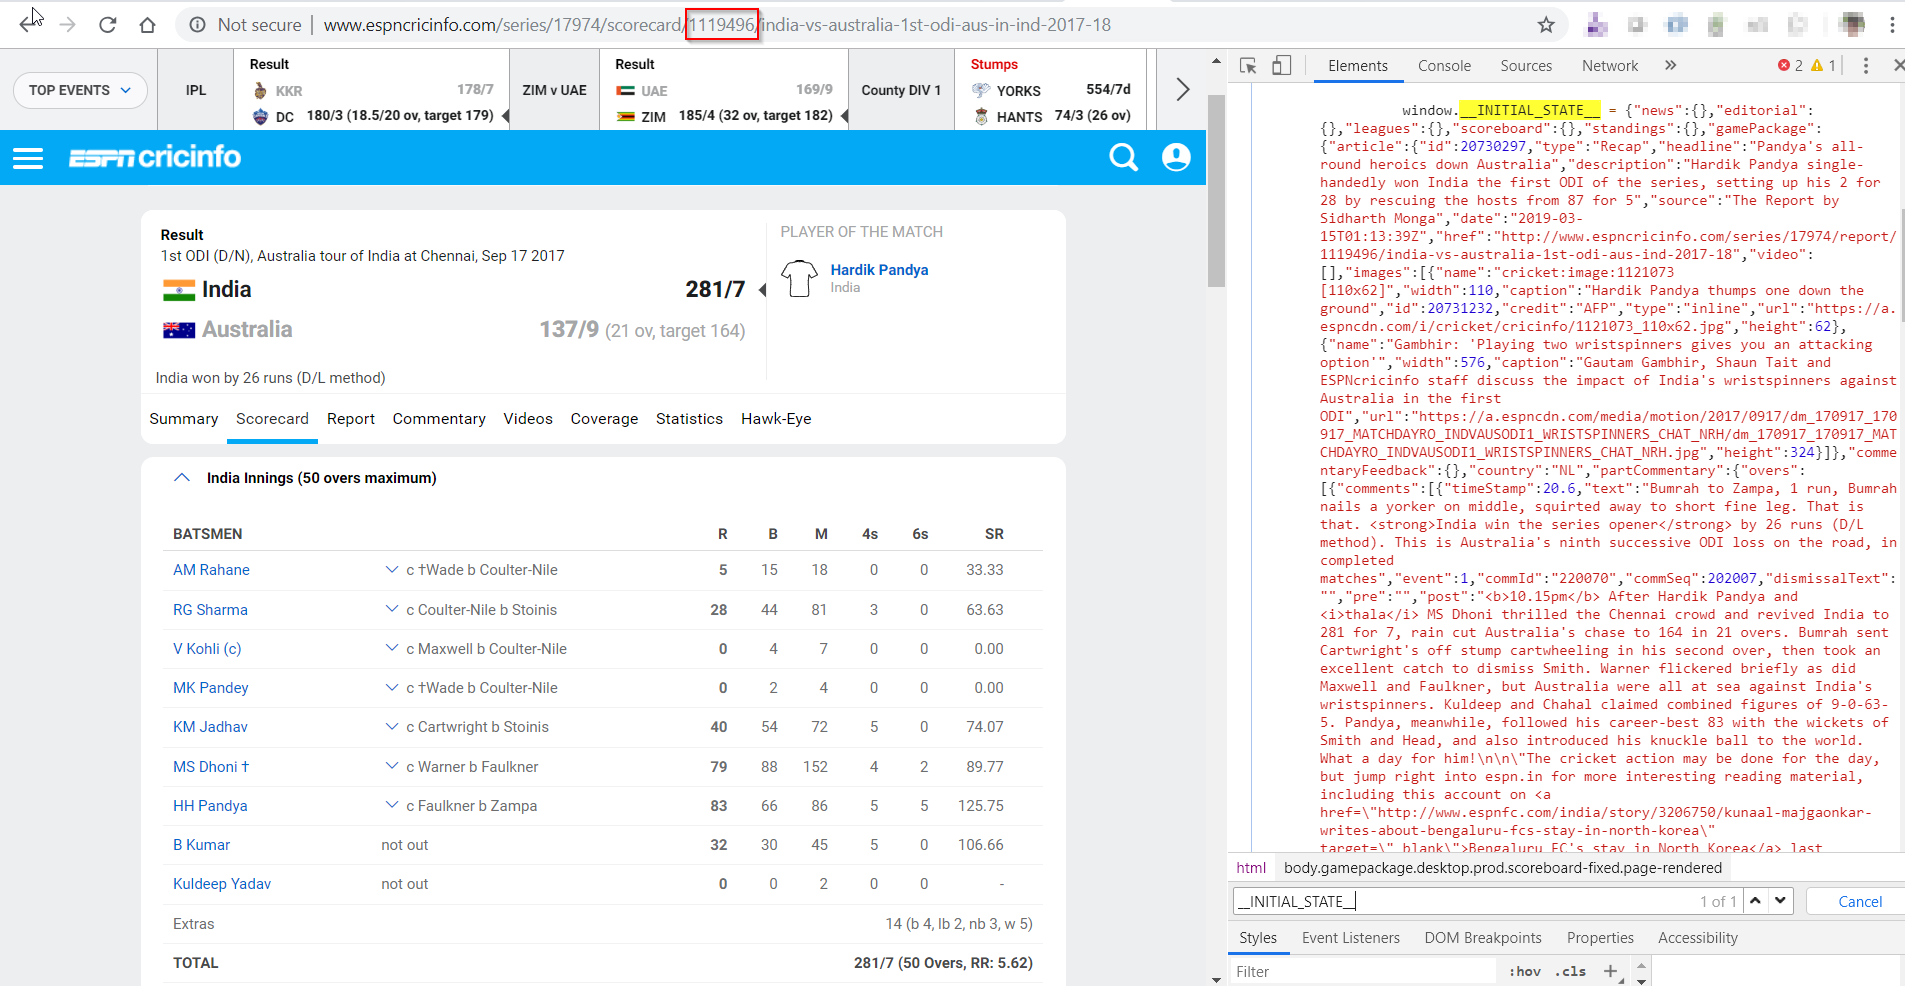 Not secure | www.espncricinfo.com/series/17974/scorecard/1119496/india-vs-australia-1st-odi-aus-in-ind-2017-18
TOP EVENTS
IPL
Result
KKR 178/7
DC 180/3 (18.5/20 ov, target 179)
ZIM v UAE
Result
UAE 169/9
ZIM 185/4 (32 ov, target 182)
County DIV 1
Stumps
YORKS 554/7d
HANTS 74/3 (26 ov)
ESPN cricinfo
Result
1st ODI (D/N), Australia tour of India at Chennai, Sep 17 2017
India 281/7
Australia 137/9 (21 ov, target 164)
India won by 26 runs (D/L method)
PLAYER OF THE MATCH
Hardik Pandya
India
Summary Scorecard Report Commentary Videos Coverage Statistics Hawk-Eye
India Innings (50 overs maximum)
BATSMEN R B M 4s 6s SR
AM Rahane c †Wade b Coulter-Nile 5 15 18 0 0 33.33
RG Sharma c Coulter-Nile b Stoinis 28 44 81 3 0 63.63
V Kohli (c) c Maxwell b Coulter-Nile 0 4 7 0 0 0.00
MK Pandey c †Wade b Coulter-Nile 0 2 4 0 0 0.00
KM Jadhav c Cartwright b Stoinis 40 54 72 5 0 74.07
MS Dhoni † c Warner b Faulkner 79 88 152 4 2 89.77
HH Pandya c Faulkner b Zampa 83 66 86 5 5 125.75
B Kumar not out 32 30 45 5 0 106.66
Kuldeep Yadav not out 0 0 2 0 0 -
Extras 14 (b 4, lb 2, nb 3, w 5)
TOTAL 281/7 (50 Overs, RR: 5.62)
Elements Console Sources Network » 2 1
window.__INITIAL_STATE__ = {"news":{},"editorial":
{},"leagues":{},"scoreboard":{},"standings":{},"gamePackage":
{"article":{"id":20730297,"type":"Recap","headline":"Pandya's all-
round heroics down Australia","description":"Hardik Pandya single-
handedly won India the first ODI of the series, setting up his 2 for
28 by rescuing the hosts from 87 for 5","source":"The Report by
Sidharth Monga","date":"2019-03-
15T01:13:39Z","href":"http://www.espncricinfo.com/series/17974/report/
1119496/india-vs-australia-1st-odi-aus-ind-2017-18","video":
[],"images":[{"name":"cricket:image:1121073
[110x62]","width":110,"caption":"Hardik Pandya thumps one down the
ground","id":20731232,"credit":"AFP","type":"inline","url":"https://a.
espncdn.com/i/cricket/cricinfo/1121073_110x62.jpg","height":62},
{"name":"Gambhir: 'Playing two wristspinners gives you an attacking
option'","width":576,"caption":"Gautam Gambhir, Shaun Tait and
ESPNcricinfo staff discuss the impact of India's wristspinners against
Australia in the first
ODI","url":"https://a.espncdn.com/media/motion/2017/0917/dm_170917_170
917_MATCHDAYRO_INDVAUSODI1_WRISTSPINNERS_CHAT_NRH/dm_170917_170917_MAT
CHDAYRO_INDVAUSODI1_WRISTSPINNERS_CHAT_NRH.jpg","height":324}]},"comme
ntaryFeedback":{},"country":"NL","partCommentary":{"overs":
[{"comments":[{"timeStamp":20.6,"text":"Bumrah to Zampa, 1 run, Bumrah
nails a yorker on middle, squirted away to short fine leg. That is
that. <strong>India win the series opener</strong> by 26 runs (D/L
method). This is Australia's ninth successive ODI loss on the road, in
completed
matches","event":1,"commId":"220070","commSeq":202007,"dismissalText":
"","pre":"","post":"<b>10.15pm</b> After Hardik Pandya and
<i>thala</i> MS Dhoni thrilled the Chennai crowd and revived India to
281 for 7, rain cut Australia's chase to 164 in 21 overs. Bumrah sent
Cartwright's off stump cartwheeling in his second over, then took an
excellent catch to dismiss Smith. Warner flickered briefly as did
Maxwell and Faulkner, but Australia were all at sea against India's
wristspinners. Kuldeep and Chahal claimed combined figures of 9-0-63-
5. Pandya, meanwhile, followed his career-best 83 with the wickets of
Smith and Head, and also introduced his knuckle ball to the world.
What a day for him!\n\n\"The cricket action may be done for the day,
but jump right into espn.in for more interesting reading material,
including this account on <a
href=\"http://www.espnfc.com/india/story/3206750/kunaal-majgaonkar-
writes-about-bengaluru-fcs-stay-in-north-korea\"
target=\"_blank\">Bengaluru FC's stay in North Korea</a> last
html body.gamepackage.desktop.prod.scoreboard-fixed.page-rendered
__INITIAL_STATE__ 1 of 1 Cancel
Styles Event Listeners DOM Breakpoints Properties Accessibility
Filter :hov .cls +